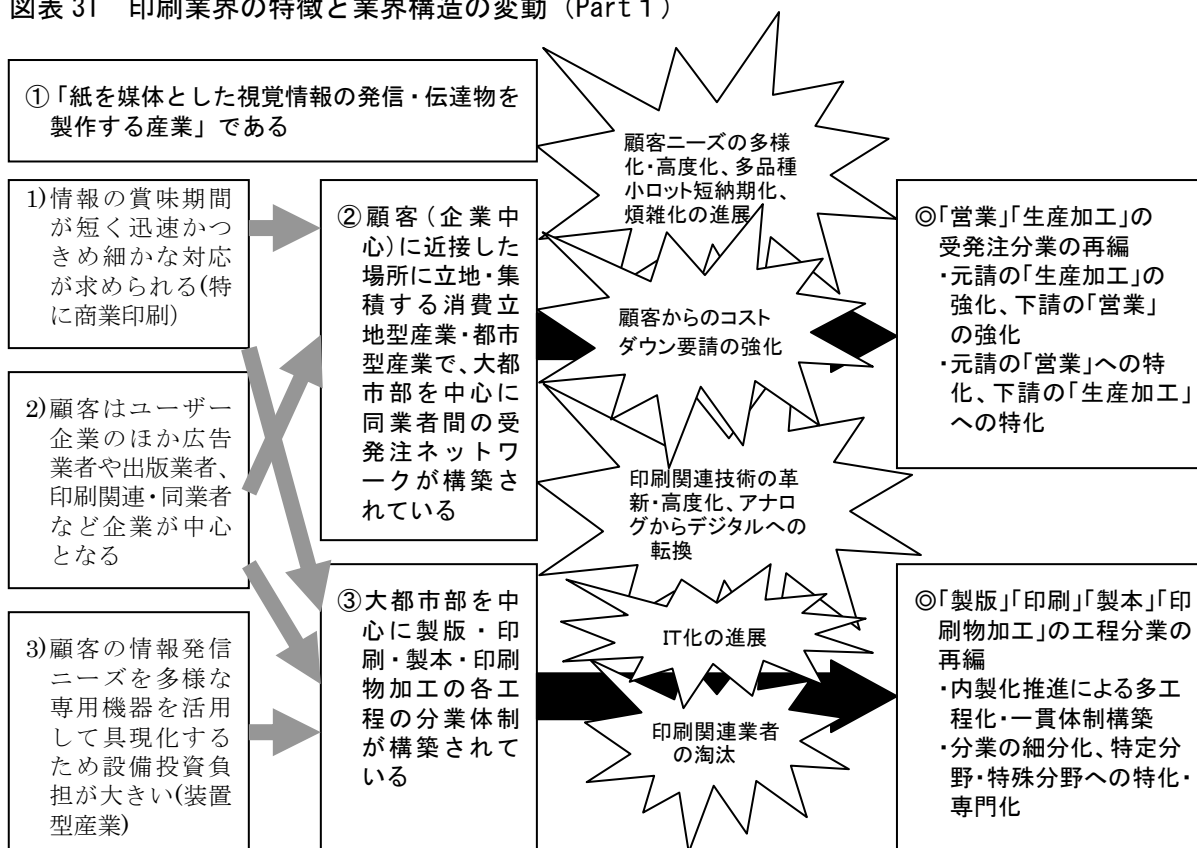 図表 31 印刷業界の特徴と業界構造の変動（Part１）
①「紙を媒体とした視覚情報の発信・伝達物を
製作する産業」である
1)情報の賞味期間
が短く迅速かつ
きめ細かな対応
が求められる(特
に商業印刷)
2)顧客はユーザー
企業のほか広告
業者や出版業者、
印刷関連・同業者
など企業が中心
となる
3)顧客の情報発信
ニーズを多様な
専用機器を活用
して具現化する
ため設備投資負
担が大きい(装置
型産業)
②顧客（企業中
心）に近接した
場所に立地・集
積する消費立
地型産業・都市
型産業で、大都
市部を中心に
同業者間の受
発注ネットワ
ークが構築さ
れている
③大都市部を中
心に製版・印
刷・製本・印刷
物加工の各工
程の分業体制
が構築されて
いる
顧客ニーズの多様
化・高度化、多品種
小ロット短納期化、
煩雑化の進展
顧客からのコスト
ダウン要請の強化
印刷関連技術の革
新・高度化、アナロ
グからデジタルへの
転換
IT化の進展
印刷関連業者
の淘汰
◎「営業」「生産加工」の
受発注分業の再編
・元請の「生産加工」の
強化、下請の「営業」
の強化
・元請の「営業」への特
化、下請の「生産加工」
への特化
◎「製版」「印刷」「製本」「印
刷物加工」の工程分業の
再編
・内製化推進による多工
程化・一貫体制構築
・分業の細分化、特定分
野・特殊分野への特化・
専門化